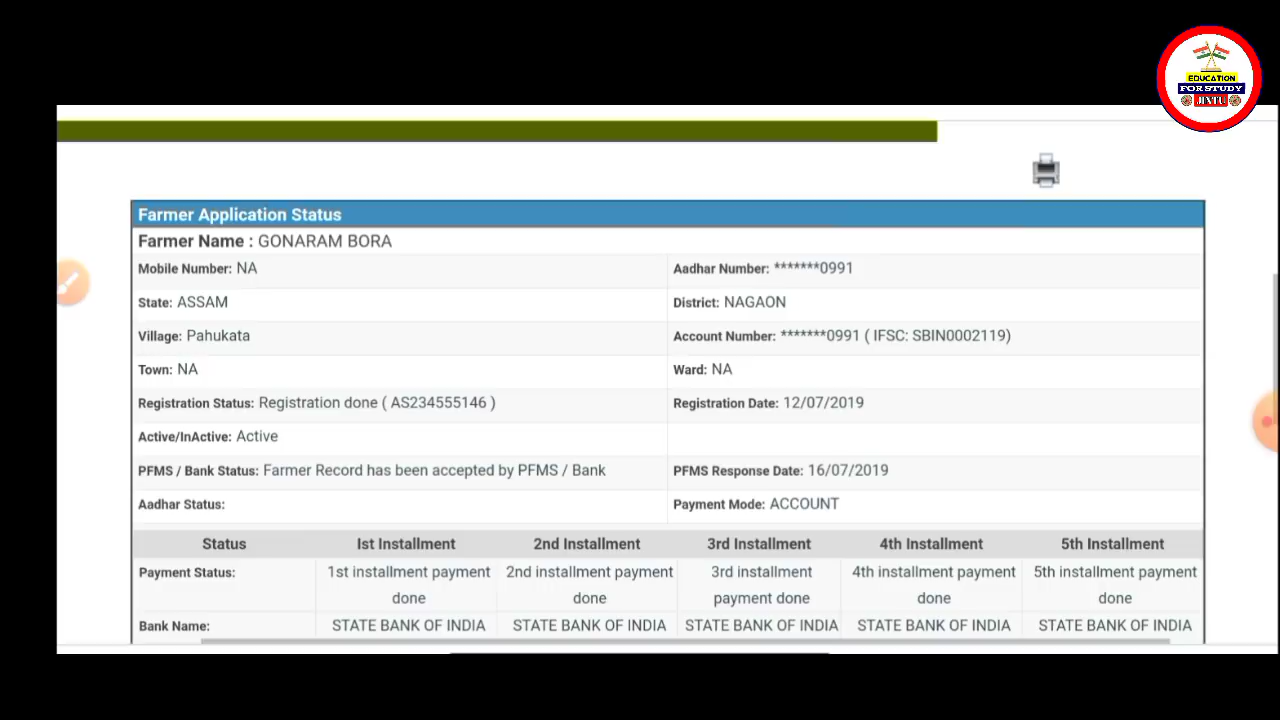 EDUCATION
FOR STUDY
JINTU
Farmer Application Status
Farmer Name : GONARAM BORA
Mobile Number: NA
Aadhar Number: *******0991
State: ASSAM
District: NAGAON
Village: Pahukata
Account Number: *******0991 ( IFSC: SBIN0002119)
Town: NA
Ward: NA
Registration Status: Registration done ( AS234555146 )
Registration Date: 12/07/2019
Active/InActive: Active
PFMS / Bank Status: Farmer Record has been accepted by PFMS / Bank
PFMS Response Date: 16/07/2019
Aadhar Status:
Payment Mode: ACCOUNT
Status Ist Installment 2nd Installment 3rd Installment 4th Installment 5th Installment
Payment Status: 1st installment payment 2nd installment payment 3rd installment 4th installment payment 5th installment payment
done done payment done done done
Bank Name: STATE BANK OF INDIA STATE BANK OF INDIA STATE BANK OF INDIA STATE BANK OF INDIA STATE BANK OF INDIA